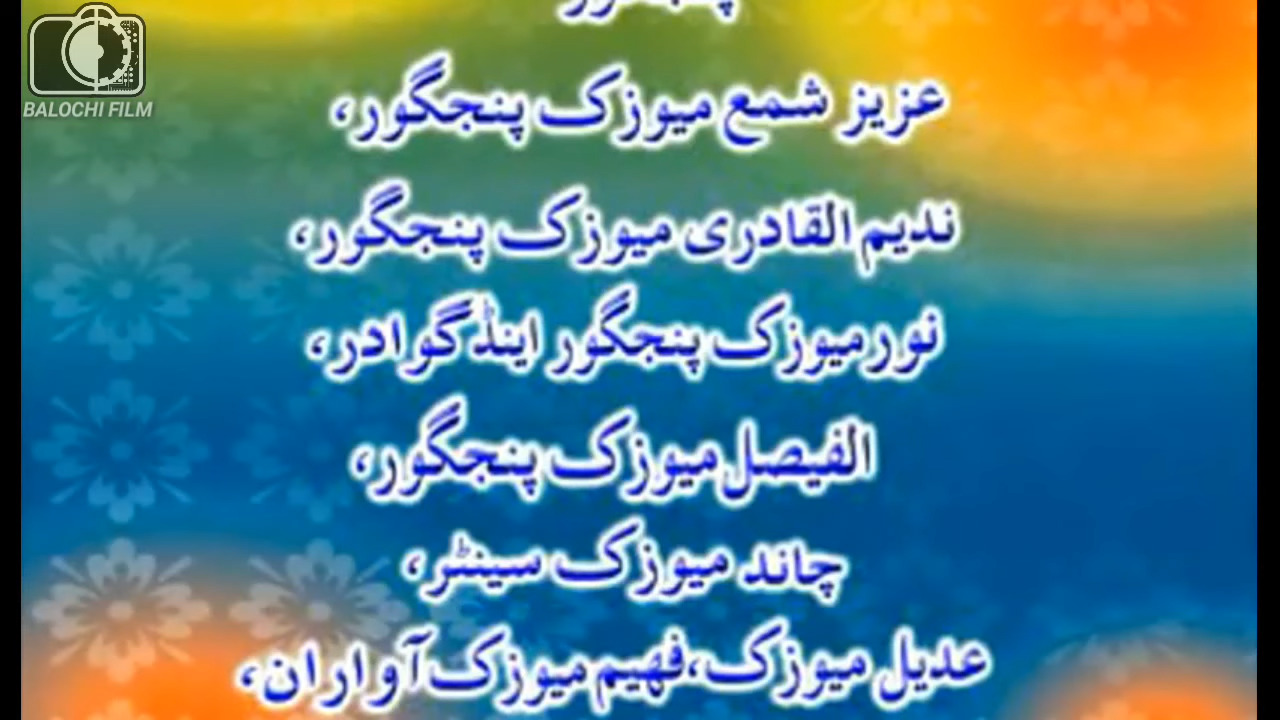 BALOCHI FILM
پنجگور
عزیز شمع میوزک پنجگور،
ندیم القادری میوزک پنجگور،
نور میوزک پنجگور اینڈ گوادر،
الفیصل میوزک پنجگور،
چاند میوزک سینٹر،
عدیل میوزک، فہیم میوزک آواران،